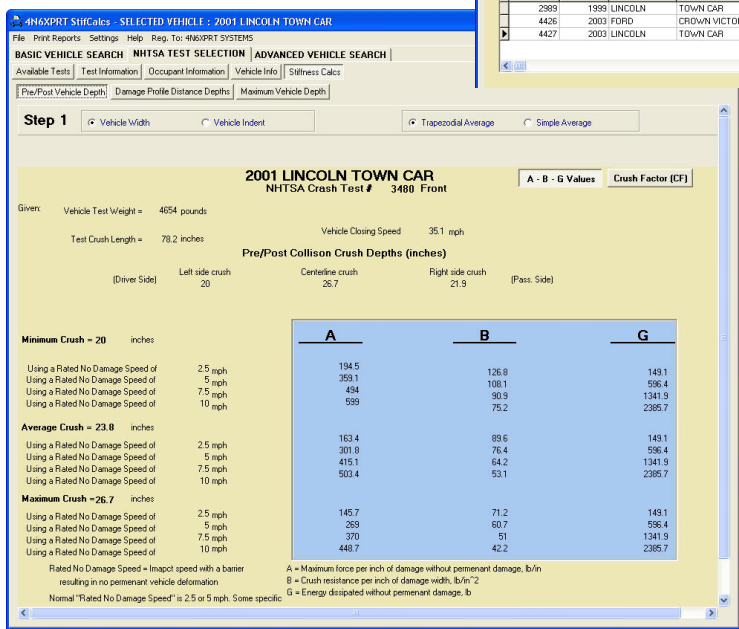 4N6XPRT StifCalcs - SELECTED VEHICLE : 2001 LINCOLN TOWN CAR
2989 1999 LINCOLN TOWN CAR
4426 2003 FORD CROWN VICTO
4427 2003 LINCOLN TOWN CAR
File Print Reports Settings Help Reg. To: 4N6XPRT SYSTEMS
BASIC VEHICLE SEARCH NHTSA TEST SELECTION ADVANCED VEHICLE SEARCH
Available Tests Test Information Occupant Information Vehicle Info Stiffness Calcs
Pre/Post Vehicle Depth Damage Profile Distance Depths Maximum Vehicle Depth
Step 1 Vehicle Width Vehicle Indent Trapezodial Average Simple Average
2001 LINCOLN TOWN CAR
NHTSA Crash Test # 3480 Front
A - B - G Values Crush Factor (CF)
Given: Vehicle Test Weight = 4654 pounds
Vehicle Closing Speed 35.1 mph
Test Crush Length = 78.2 inches
Pre/Post Collison Crush Depths (inches)
Left side crush Centerline crush Right side crush
(Driver Side) 20 26.7 21.9 (Pass. Side)
A B G
Minimum Crush = 20 inches
Using a Rated No Damage Speed of 2.5 mph 194.5 126.8 149.1
Using a Rated No Damage Speed of 5 mph 359.1 108.1 596.4
Using a Rated No Damage Speed of 7.5 mph 494 90.9 1341.9
Using a Rated No Damage Speed of 10 mph 599 75.2 2385.7
Average Crush = 23.8 inches
Using a Rated No Damage Speed of 2.5 mph 163.4 89.6 149.1
Using a Rated No Damage Speed of 5 mph 301.8 76.4 596.4
Using a Rated No Damage Speed of 7.5 mph 415.1 64.2 1341.9
Using a Rated No Damage Speed of 10 mph 503.4 53.1 2385.7
Maximum Crush =26.7 inches
Using a Rated No Damage Speed of 2.5 mph 145.7 71.2 149.1
Using a Rated No Damage Speed of 5 mph 269 60.7 596.4
Using a Rated No Damage Speed of 7.5 mph 370 51 1341.9
Using a Rated No Damage Speed of 10 mph 448.7 42.2 2385.7
Rated No Damage Speed = Imapct speed with a barrier
resulting in no permenant vehicle deformation
Normal "Rated No Damage Speed" is 2.5 or 5 mph. Some specific
A = Maximum force per inch of damage without permenant damage, lb/in
B = Crush resistance per inch of damage width, lb/in^2
G = Energy dissipated without permenant damage, lb